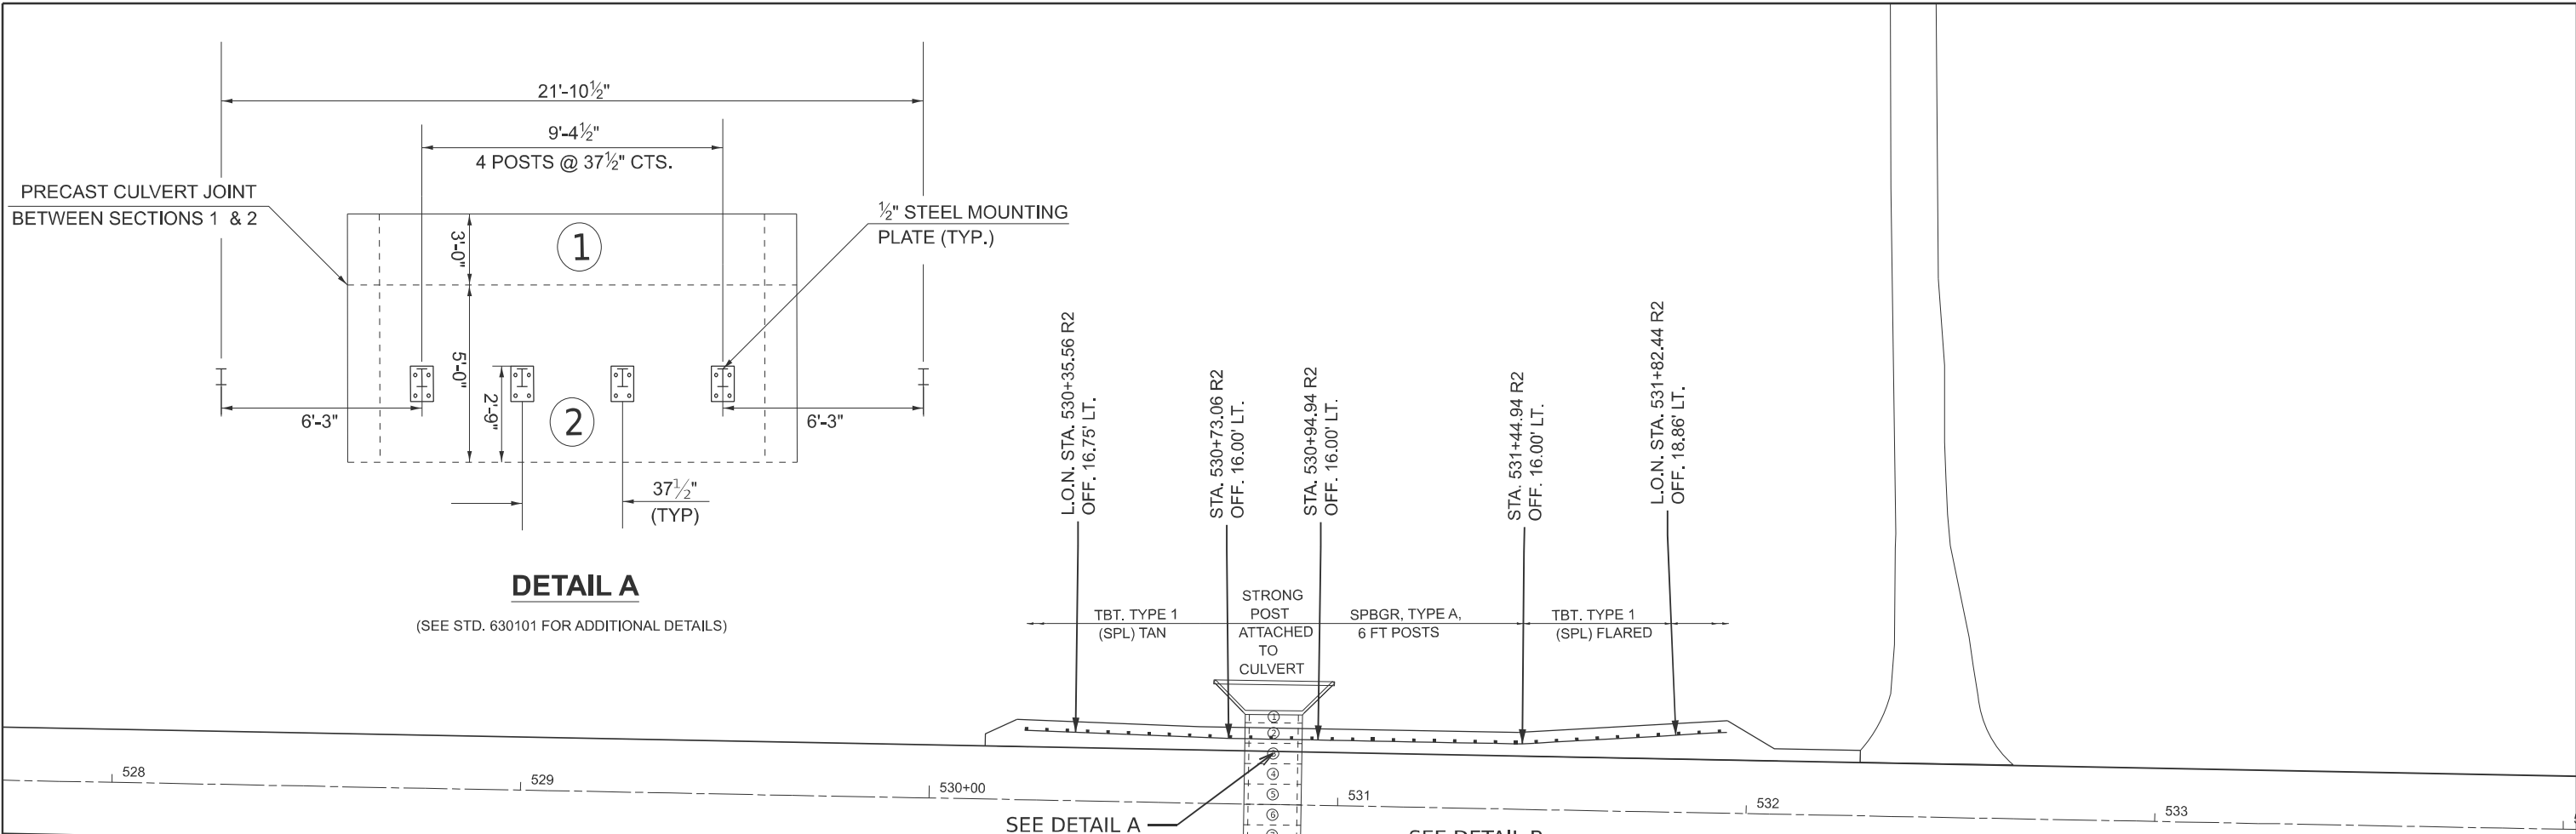 21'-10½"
9'-4½"
4 POSTS @ 37½" CTS.
PRECAST CULVERT JOINT
BETWEEN SECTIONS 1 & 2
½" STEEL MOUNTING
PLATE (TYP.)
3'-0"
1
5'-0"
2'-9"
2
6'-3"
6'-3"
37½"
(TYP)
DETAIL A
(SEE STD. 630101 FOR ADDITIONAL DETAILS)
L.O.N. STA. 530+35.56 R2
OFF. 16.75' LT.
STA. 530+73.06 R2
OFF. 16.00' LT.
STA. 530+94.94 R2
OFF. 16.00' LT.
STA. 531+44.94 R2
OFF. 16.00' LT.
L.O.N. STA. 531+82.44 R2
OFF. 18.86' LT.
TBT. TYPE 1
(SPL) TAN
STRONG
POST
ATTACHED
TO
CULVERT
SPBGR, TYPE A,
6 FT POSTS
TBT. TYPE 1
(SPL) FLARED
1
2
3
4
5
6
528
529
530+00
531
532
533
SEE DETAIL A